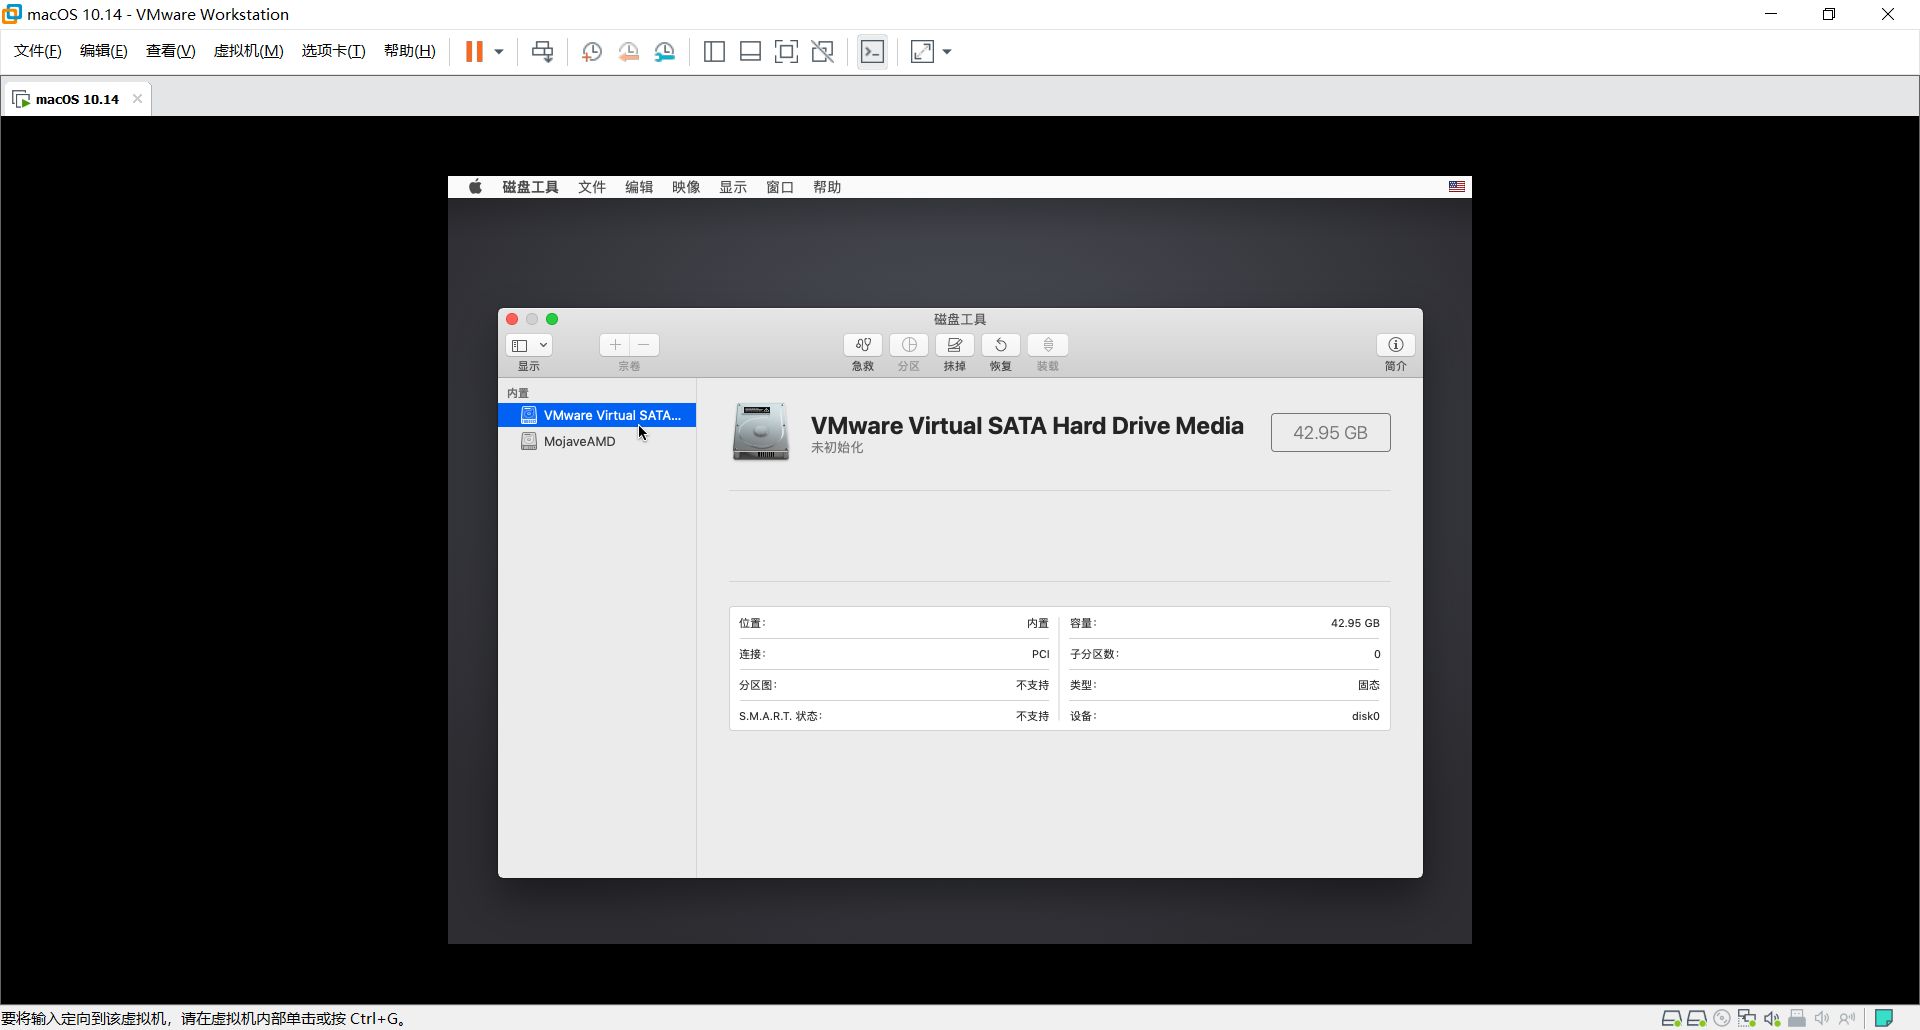 macOS 10.14 - VMware Workstation
文件(F) 编辑(E) 查看(V) 虚拟机(M) 选项卡(T) 帮助(H)
macOS 10.14
磁盘工具 文件 编辑 映像 显示 窗口 帮助
磁盘工具
显示 宗卷 急救 分区 抹掉 恢复 装载 简介
内置
VMware Virtual SATA...
MojaveAMD
VMware Virtual SATA Hard Drive Media
未初始化
42.95 GB
位置: 内置 容量: 42.95 GB
连接: PCI 子分区数: 0
分区图: 不支持 类型: 固态
S.M.A.R.T. 状态: 不支持 设备: disk0
要将输入定向到该虚拟机，请在虚拟机内部单击或按 Ctrl+G。